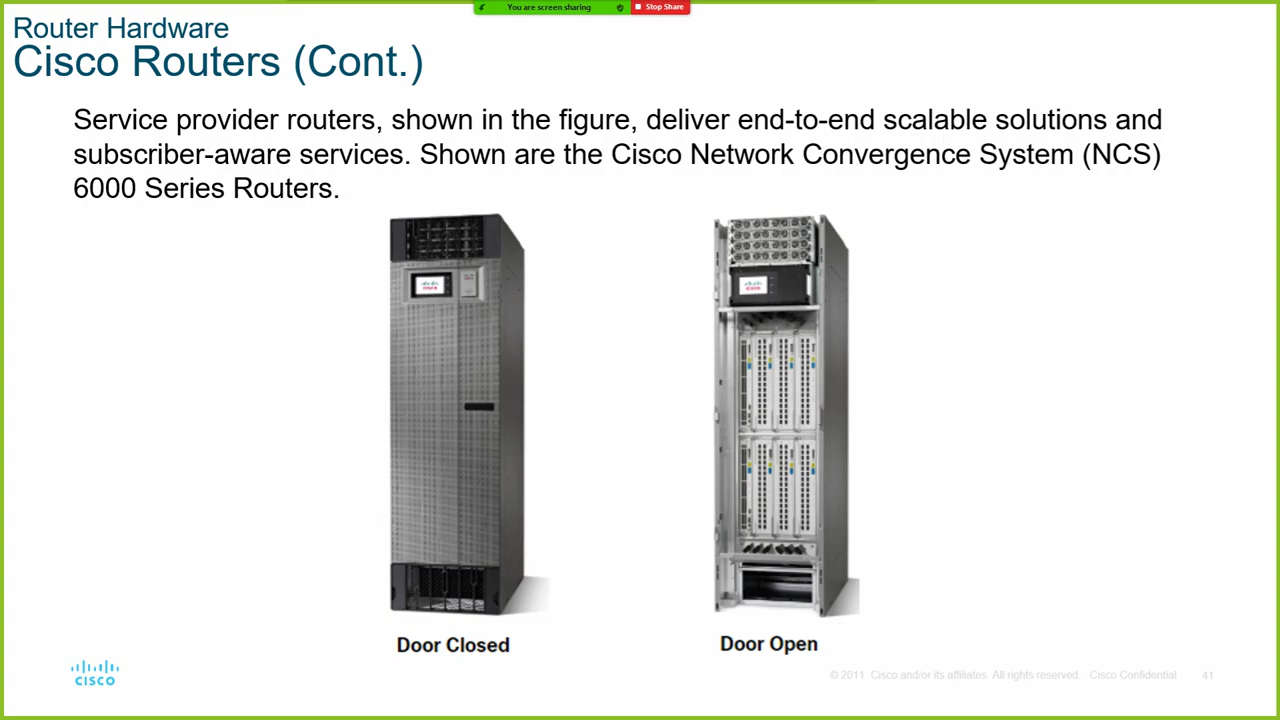 You are screen sharing
Stop Share
Router Hardware
Cisco Routers (Cont.)
Service provider routers, shown in the figure, deliver end-to-end scalable solutions and
subscriber-aware services. Shown are the Cisco Network Convergence System (NCS)
6000 Series Routers.
Door Closed
Door Open
CISCO
© 2011 Cisco and/or its affiliates. All rights reserved. Cisco Confidential
41